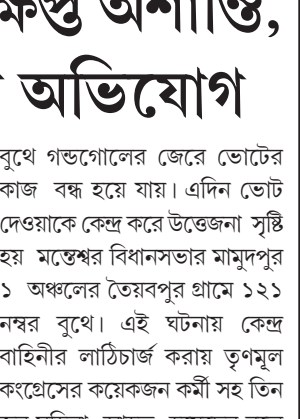 ক্ষিপ্ত অশান্তি,
অভিযোগ
বুথে গন্ডগোলের জেরে ভোটের
কাজ বন্ধ হয়ে যায়। এদিন ভোট
দেওয়াকে কেন্দ্র করে উত্তেজনা সৃষ্টি
হয় মন্তেশ্বর বিধানসভার মামুদপুর
১ অঞ্চলের তৈয়বপুর গ্রামে ১২১
নম্বর বুথে। এই ঘটনায় কেন্দ্র
বাহিনীর লাঠিচার্জ করায় তৃণমূল
কংগ্রেসের কয়েকজন কর্মী সহ তিন